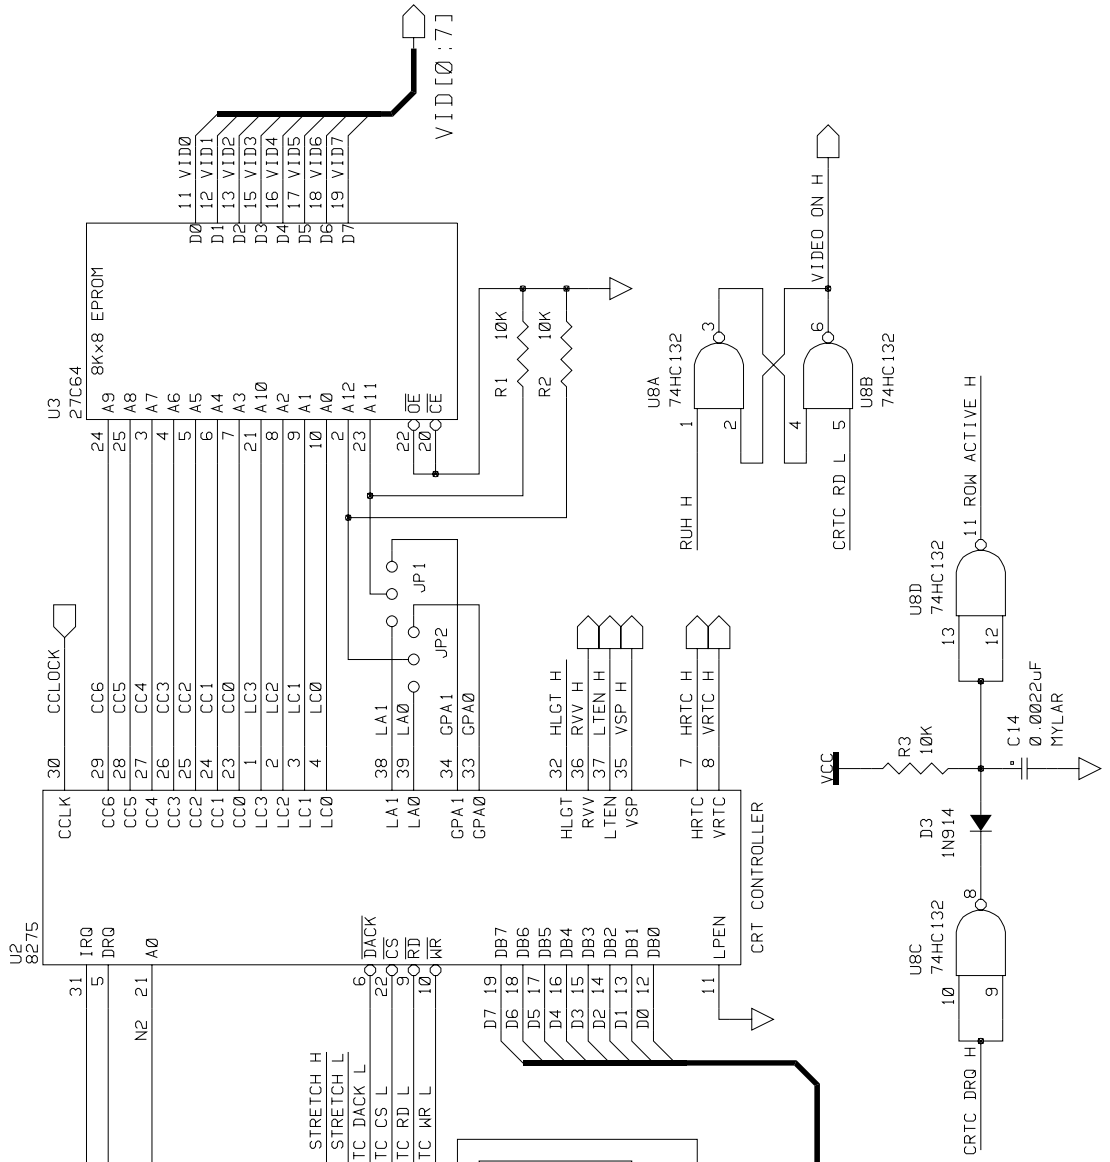 VID[0:7]
11 VID0
12 VID1
13 VID2
15 VID3
16 VID4
17 VID5
18 VID6
19 VID7
D0
D1
D2
D3
D4
D5
D6
D7
U3
27C64
8Kx8 EPROM
A9
A8
A7
A6
A5
A4
A3
A10
A2
A1
A0
A12
A11
OE
CE
24
25
3
4
5
6
7
21
8
9
10
2
23
22
20
R1
10K
R2
10K
JP1
JP2
VIDEO ON H
U8A
74HC132
3
1
2
U8B
74HC132
6
4
5
RUH H
CRTC RD L
11 ROW ACTIVE H
U8D
74HC132
13
12
CCLOCK
CC6
CC5
CC4
CC3
CC2
CC1
CC0
LC3
LC2
LC1
LC0
LA1
LA0
GPA1
GPA0
HLGT H
RVV H
LTEN H
VSP H
HRTC H
VRTC H
30
29
28
27
26
25
24
23
1
2
3
4
38
39
34
33
32
36
37
35
7
8
CCLK
CC6
CC5
CC4
CC3
CC2
CC1
CC0
LC3
LC2
LC1
LC0
LA1
LA0
GPA1
GPA0
HLGT
RVV
LTEN
VSP
HRTC
VRTC
U2
8275
CRT CONTROLLER
IRQ
DRQ
A0
DACK
CS
RD
WR
DB7
DB6
DB5
DB4
DB3
DB2
DB1
DB0
LPEN
31
5
21
N2
6
22
9
10
D7 19
D6 18
D5 17
D4 16
D3 15
D2 14
D1 13
D0 12
11
STRETCH H
STRETCH L
TC DACK L
TC CS L
TC RD L
TC WR L
VCC
R3
10K
C14
0.0022uF
MYLAR
D3
1N914
U8C
74HC132
8
10
9
CRTC DRQ H